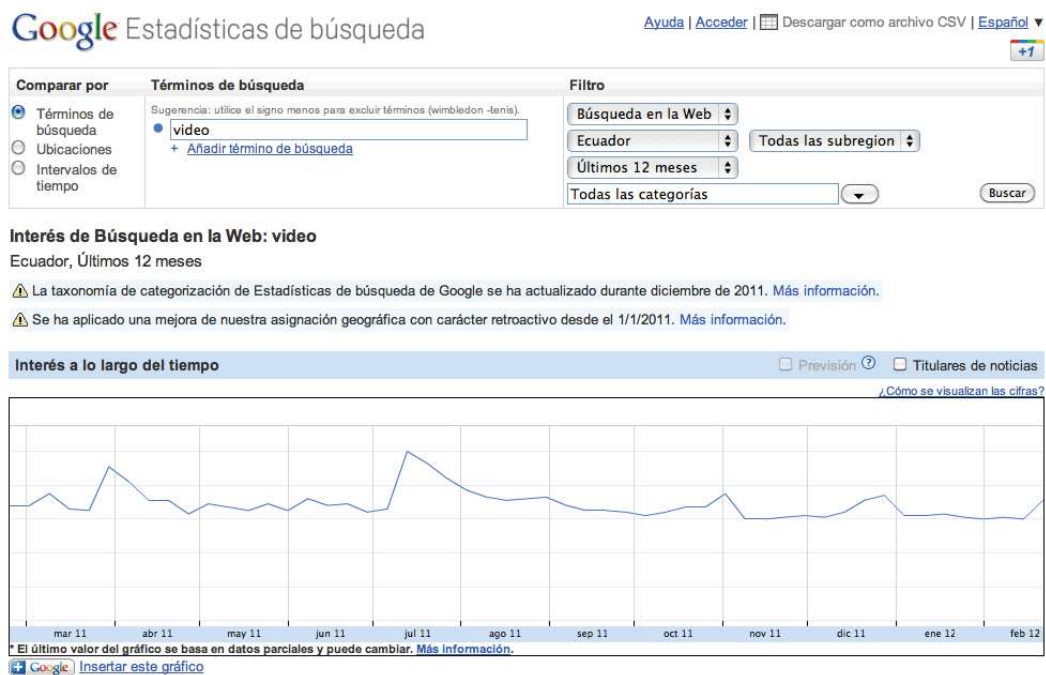 Google Estadísticas de búsqueda
Ayuda | Acceder | Descargar como archivo CSV | Español ▼
+1
Comparar por
Términos de búsqueda
Filtro
Términos de
búsqueda
Ubicaciones
Intervalos de
tiempo
Sugerencia: utilice el signo menos para excluir términos (wimbledon -tenis).
video
+ Añadir término de búsqueda
Búsqueda en la Web
Ecuador
Todas las subregion
Últimos 12 meses
Todas las categorías
Buscar
Interés de Búsqueda en la Web: video
Ecuador, Últimos 12 meses
La taxonomía de categorización de Estadísticas de búsqueda de Google se ha actualizado durante diciembre de 2011. Más información.
Se ha aplicado una mejora de nuestra asignación geográfica con carácter retroactivo desde el 1/1/2011. Más información.
Interés a lo largo del tiempo
Previsión ?
Titulares de noticias
¿Cómo se visualizan las cifras?
mar 11 abr 11 may 11 jun 11 jul 11 ago 11 sep 11 oct 11 nov 11 dic 11 ene 12 feb 12
* El último valor del gráfico se basa en datos parciales y puede cambiar. Más información.
+ Google Insertar este gráfico